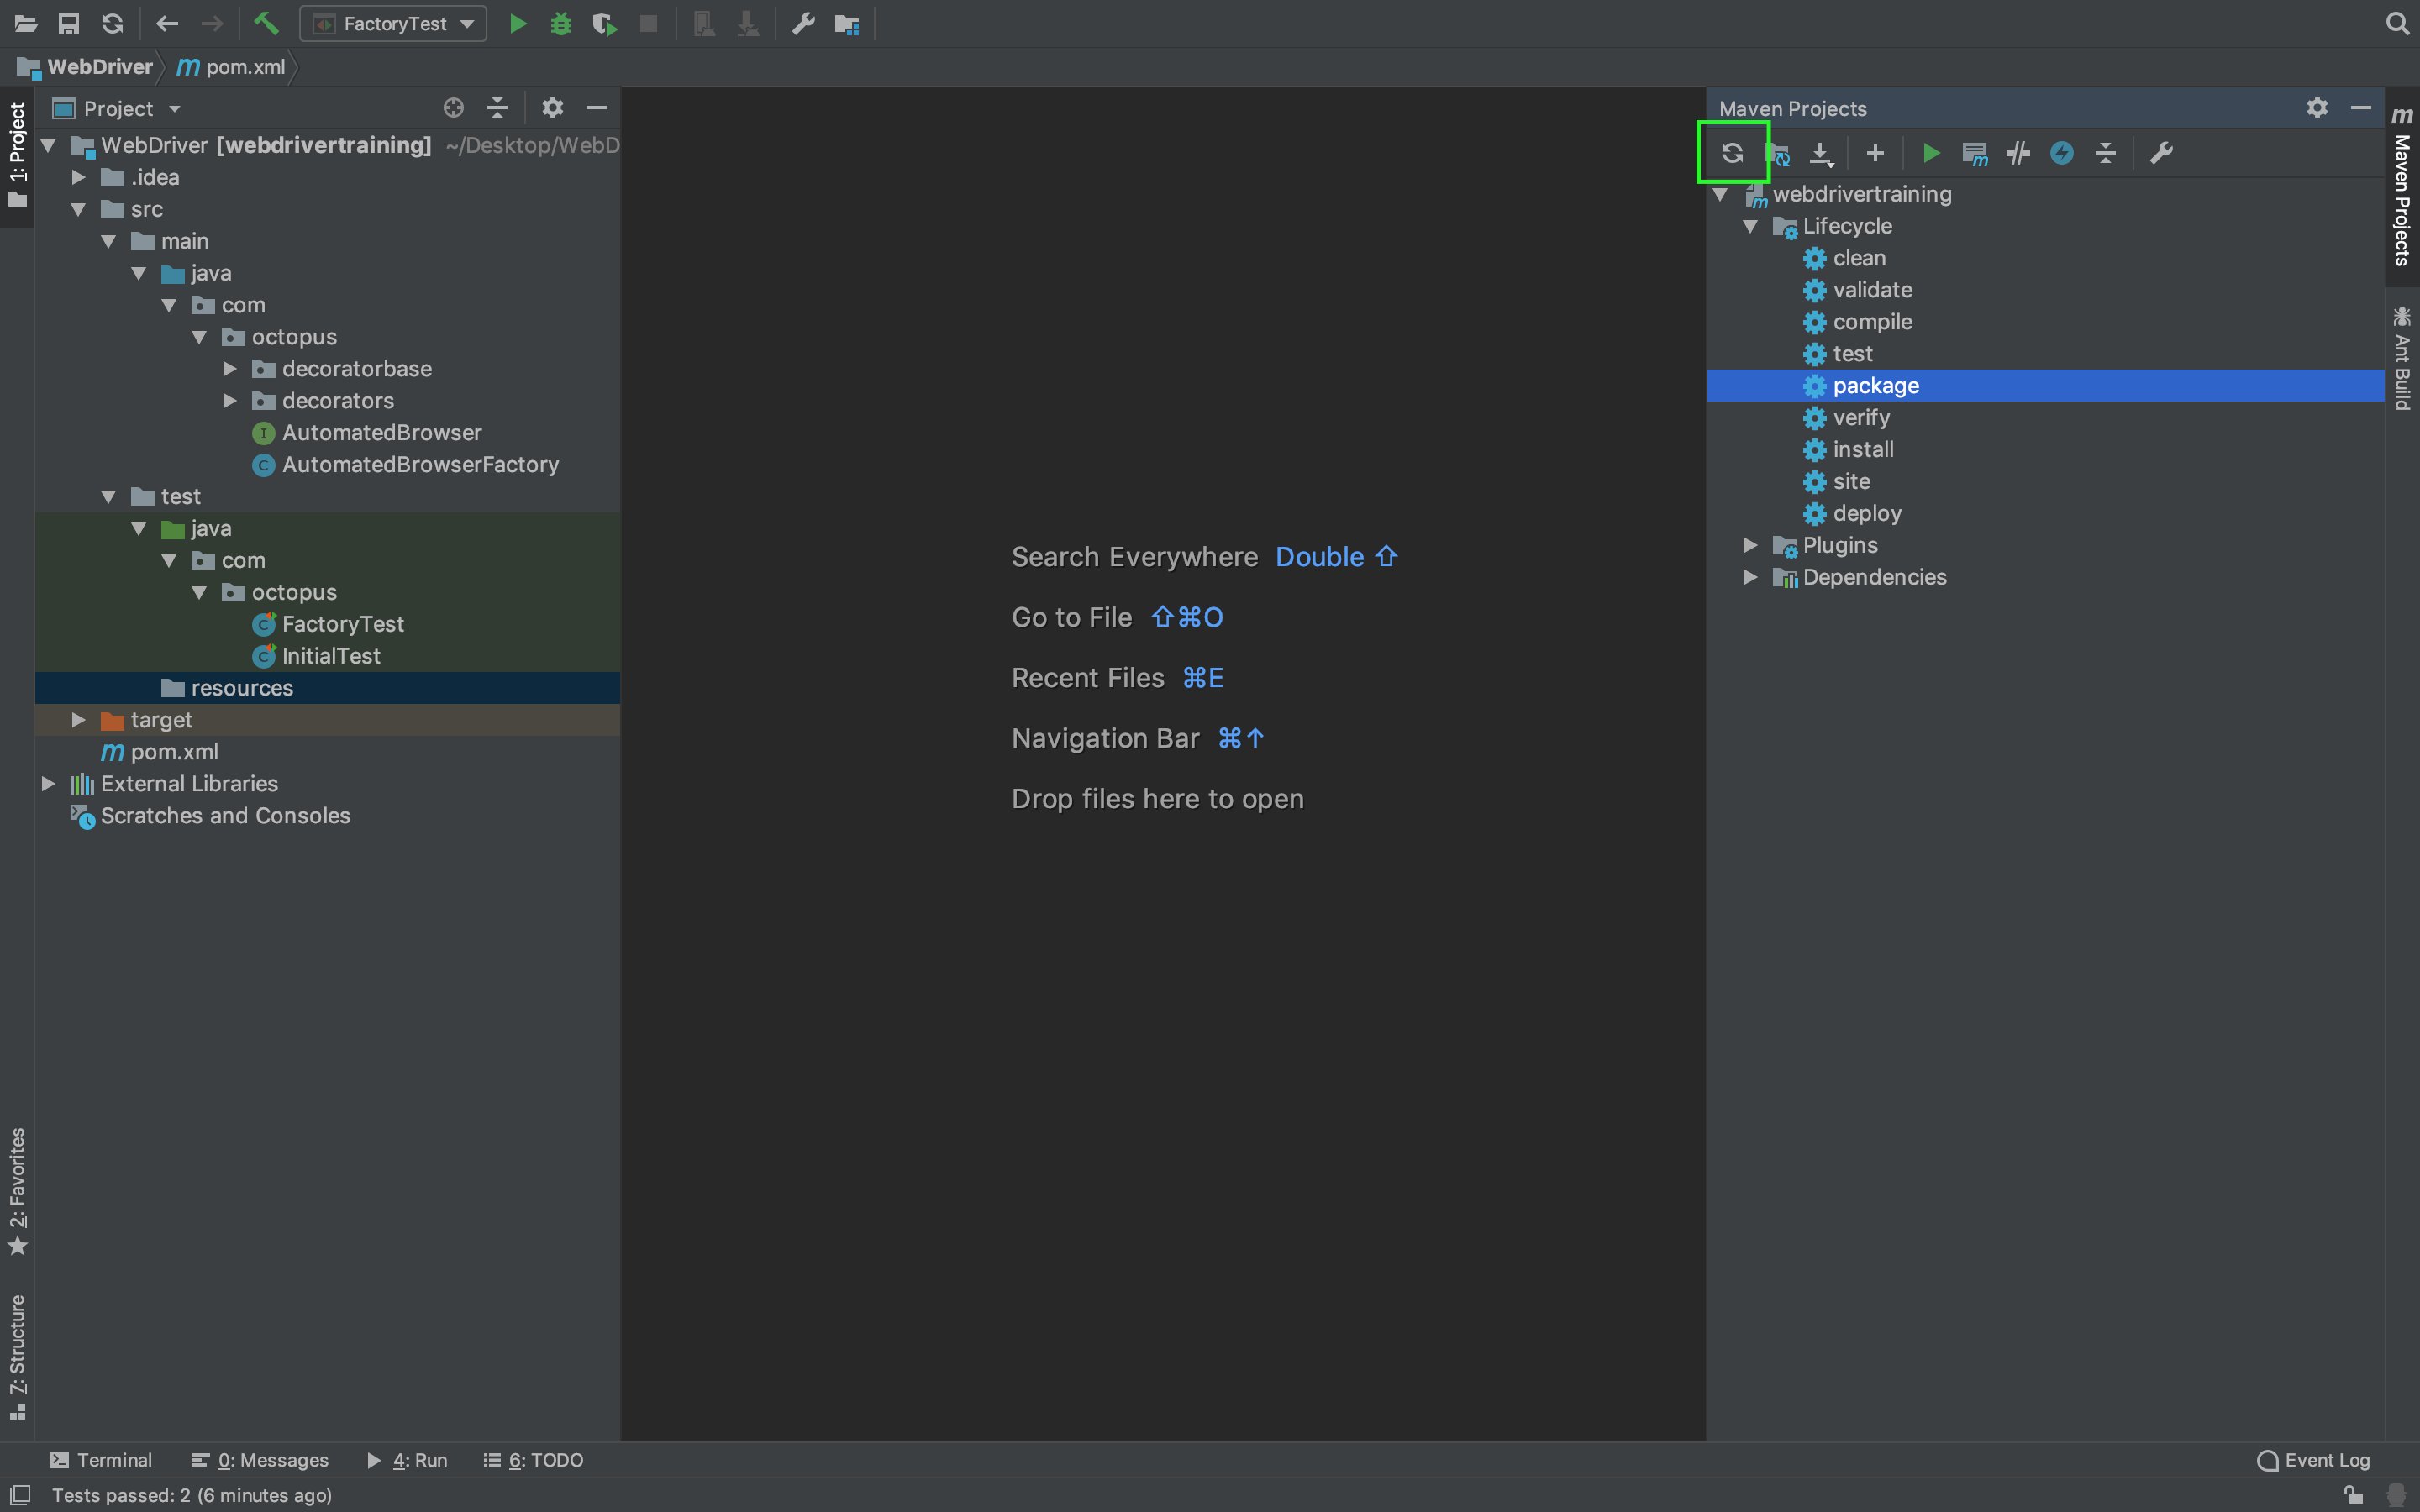 FactoryTest
WebDriver
m pom.xml
1: Project
Project
WebDriver [webdrivertraining] ~/Desktop/WebD
.idea
src
main
java
com
octopus
decoratorbase
decorators
AutomatedBrowser
AutomatedBrowserFactory
test
java
com
octopus
FactoryTest
InitialTest
resources
target
m pom.xml
External Libraries
Scratches and Consoles
2: Favorites
7: Structure
Search Everywhere Double ⇧
Go to File ⇧⌘O
Recent Files ⌘E
Navigation Bar ⌘↑
Drop files here to open
Maven Projects
webdrivertraining
Lifecycle
clean
validate
compile
test
package
verify
install
site
deploy
Plugins
Dependencies
m Maven Projects
Ant Build
Terminal
0: Messages
4: Run
6: TODO
Event Log
Tests passed: 2 (6 minutes ago)